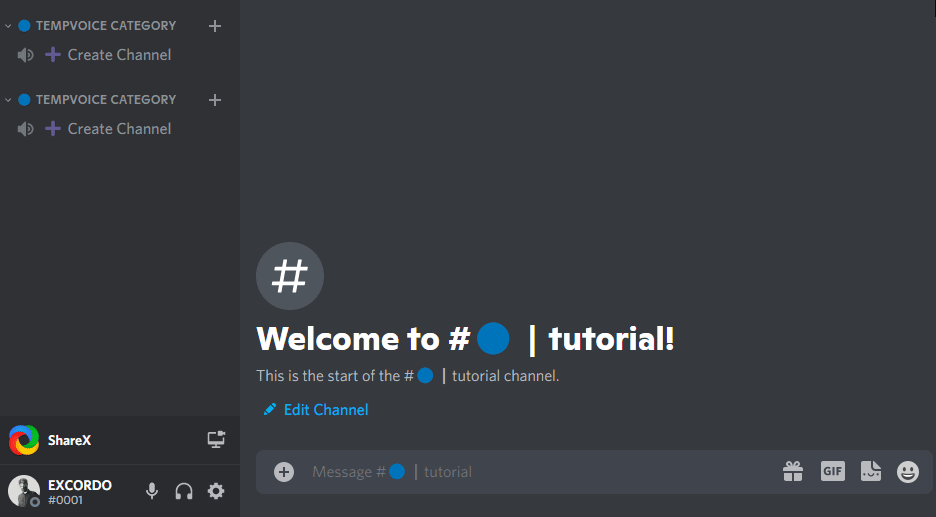 TEMPVOICE CATEGORY
Create Channel
TEMPVOICE CATEGORY
Create Channel
Welcome to #🔵 | tutorial!
This is the start of the #🔵 | tutorial channel.
Edit Channel
ShareX
EXCORDO
#0001
Message #🔵 | tutorial
GIF